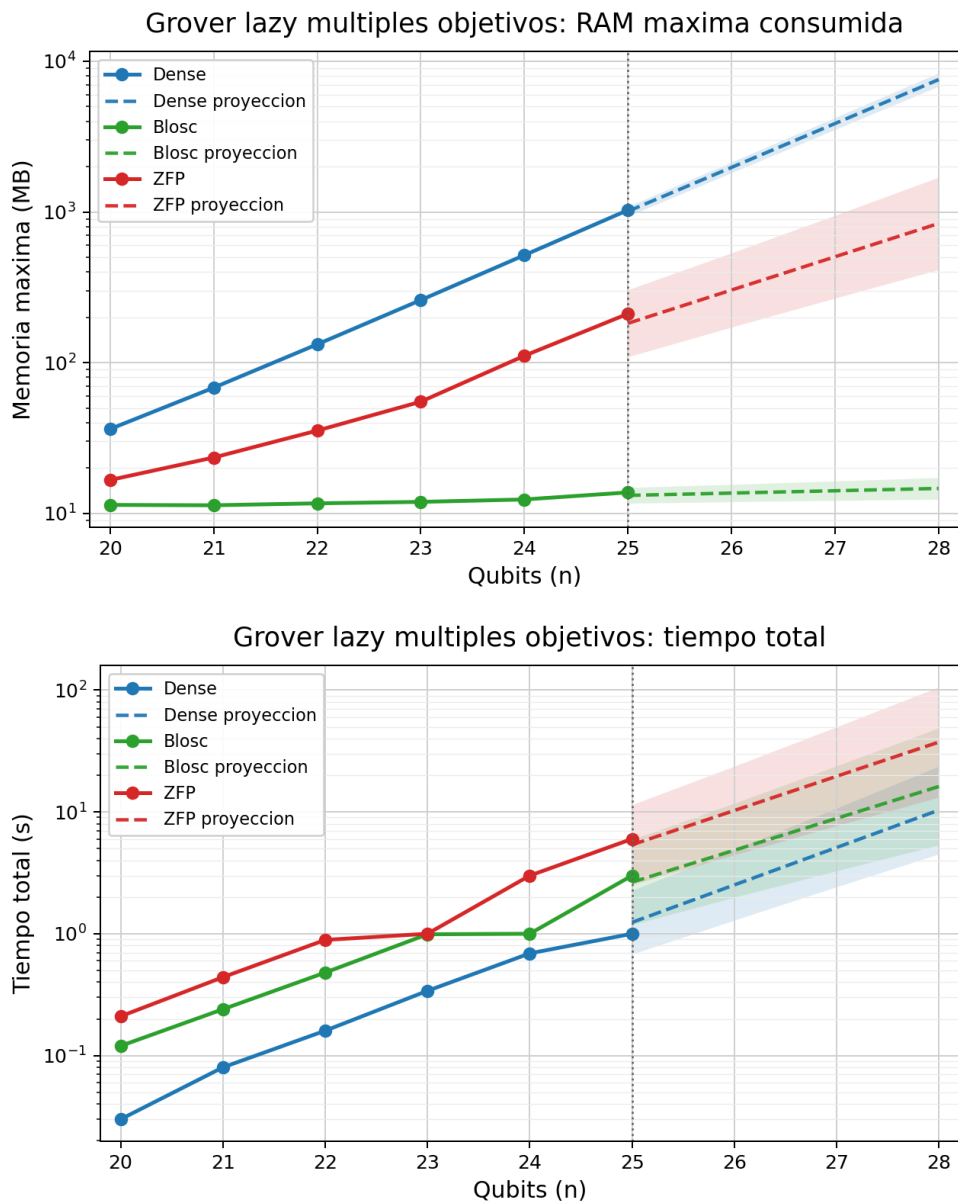 Grover lazy multiples objetivos: RAM maxima consumida
10^4
10^3
10^2
10^1
Memoria maxima (MB)
Dense
Dense proyeccion
Blosc
Blosc proyeccion
ZFP
ZFP proyeccion
20 21 22 23 24 25 26 27 28
Qubits (n)
Grover lazy multiples objetivos: tiempo total
10^2
10^1
10^0
10^−1
Tiempo total (s)
Dense
Dense proyeccion
Blosc
Blosc proyeccion
ZFP
ZFP proyeccion
20 21 22 23 24 25 26 27 28
Qubits (n)